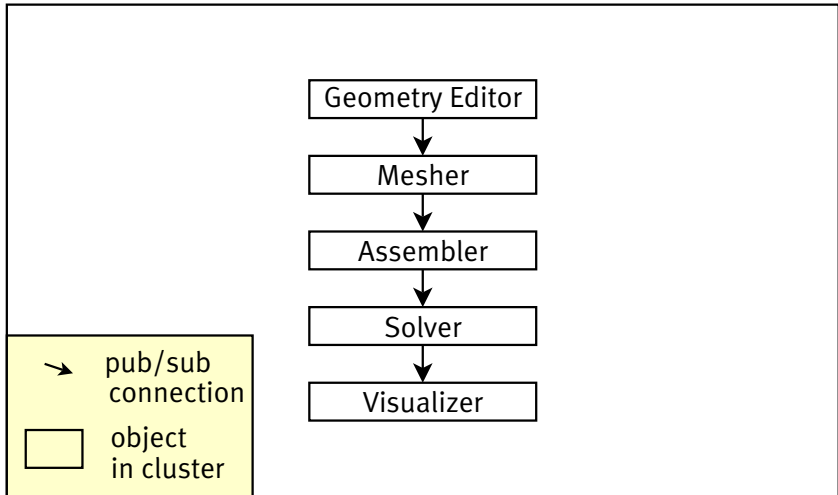 Geometry Editor
Mesher
Assembler
Solver
Visualizer
pub/sub
connection
object
in cluster